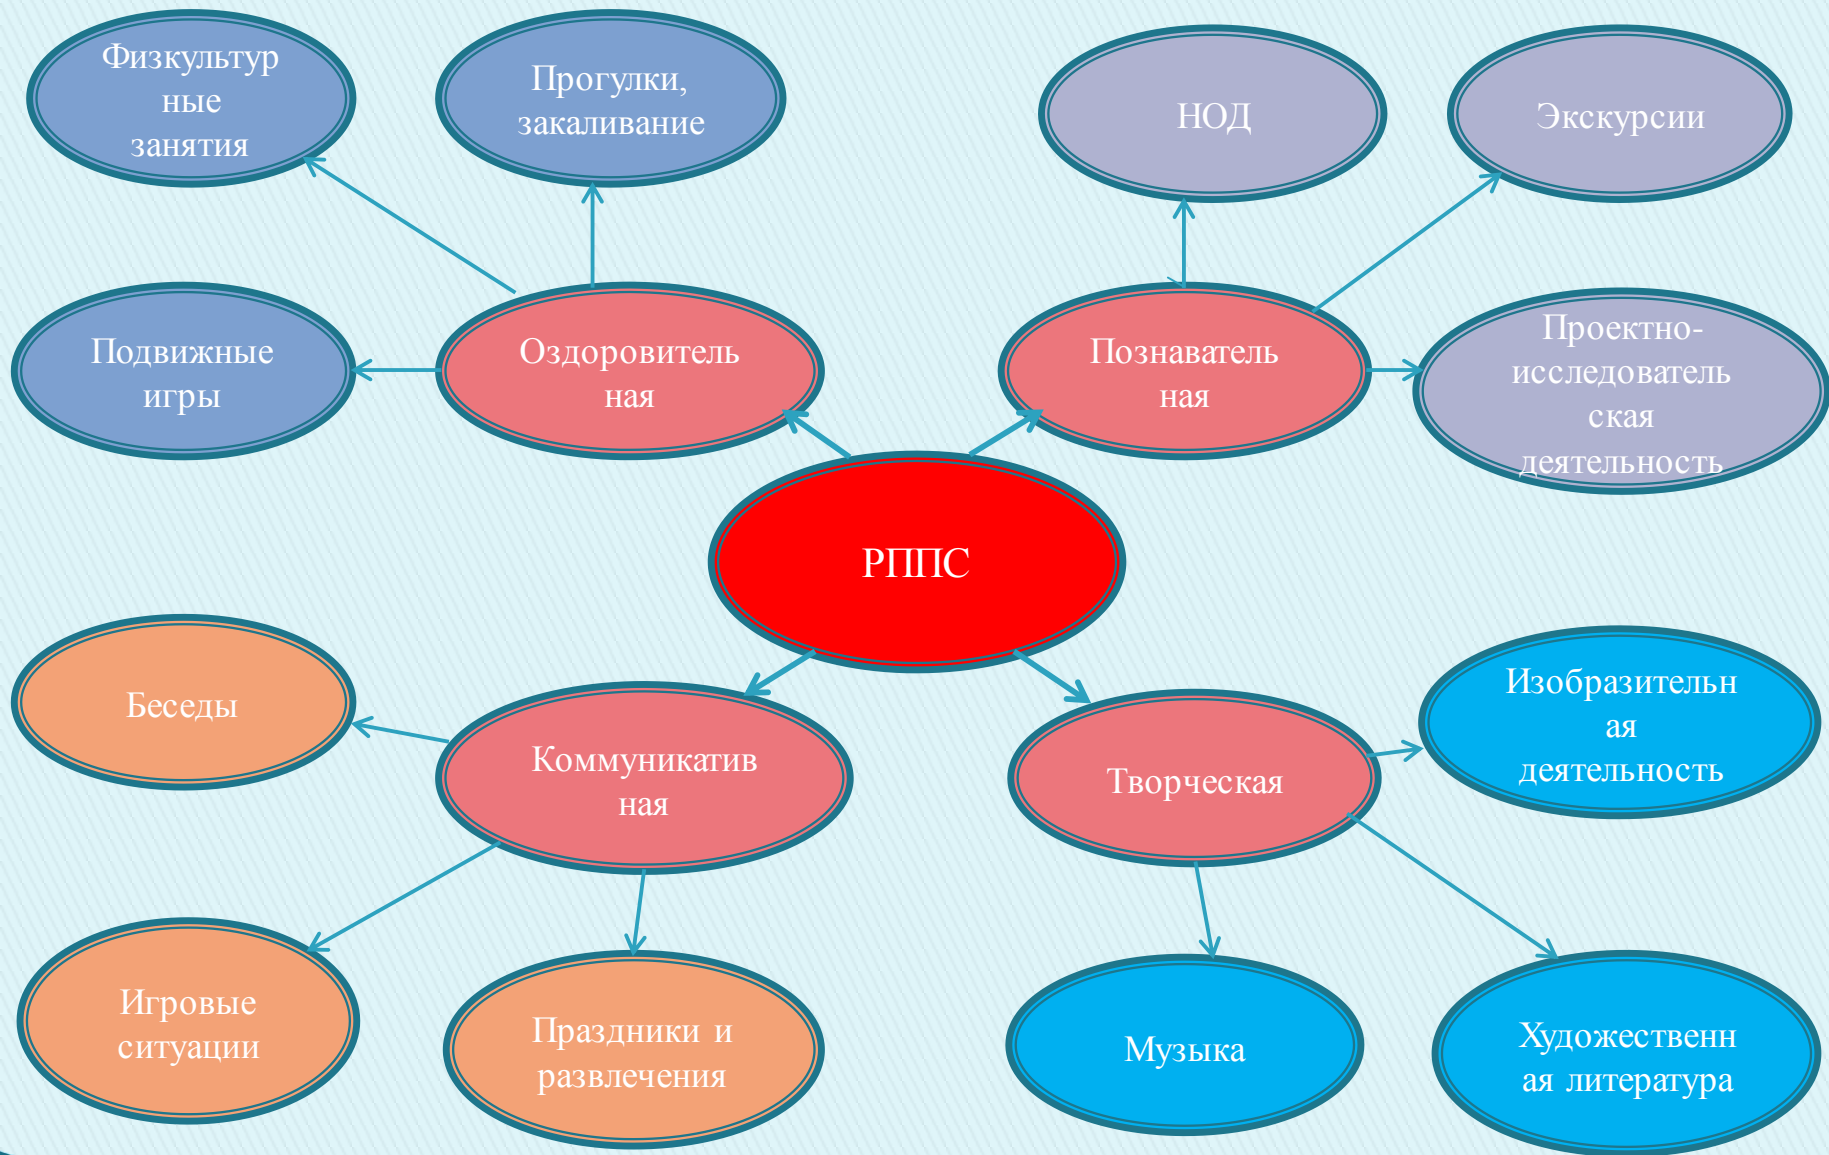 Физкультур
ные
занятия
Прогулки,
закаливание
НОД
Экскурсии
Подвижные
игры
Оздоровитель
ная
Познаватель
ная
Проектно-
исследователь
ская
деятельность
РППС
Беседы
Коммуникатив
ная
Творческая
Изобразительн
ая
деятельность
Игровые
ситуации
Праздники и
развлечения
Музыка
Художественн
ая литература